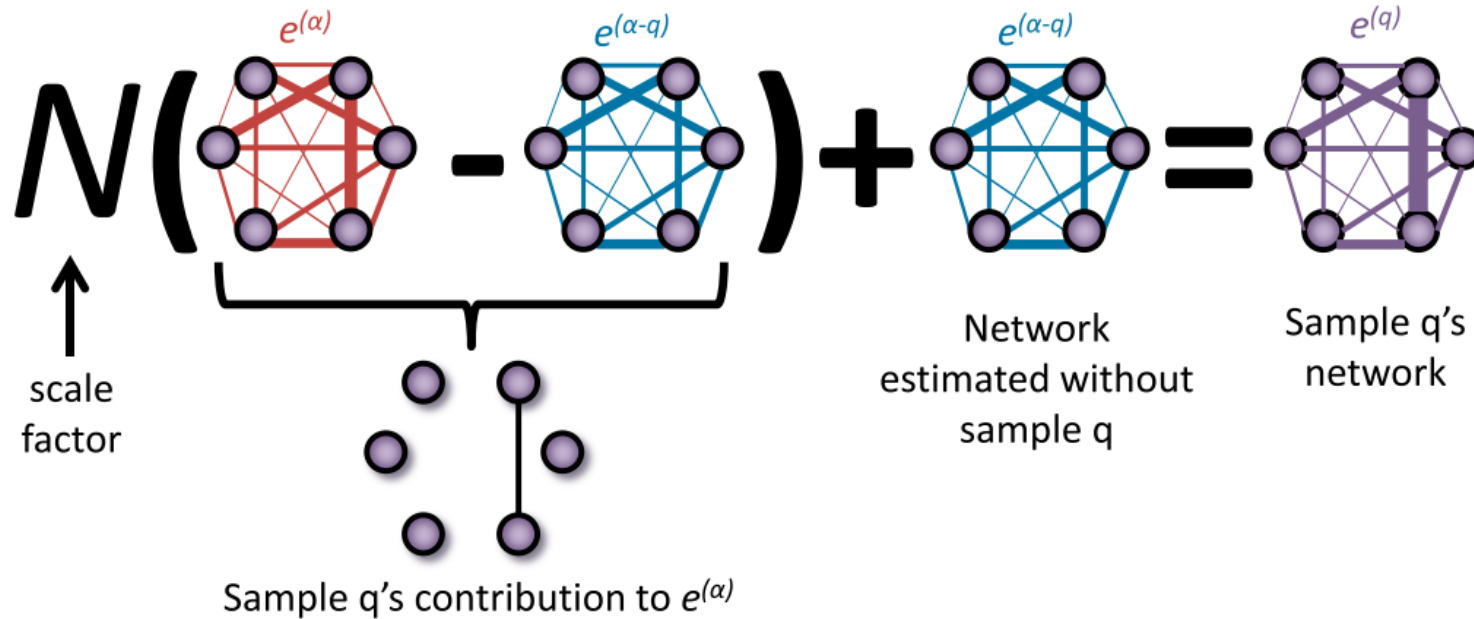 e(α)
e(α-q)
e(α-q)
e(q)
N ( - ) + =
scale
factor
Network
estimated without
sample q
Sample q's
network
Sample q's contribution to e(α)